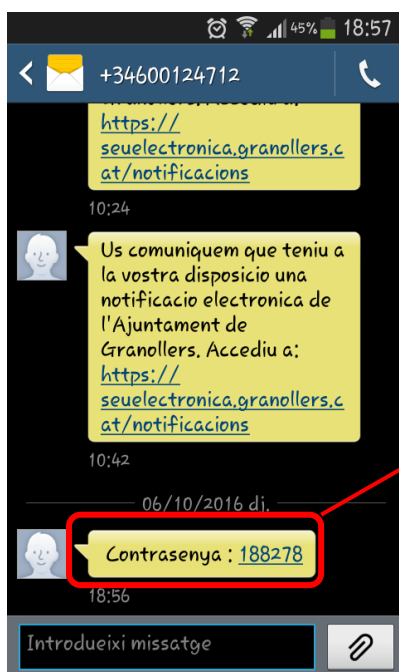 45% 18:57
+34600124712
Granollers. Accediu a:
https://
seuelectronica.granollers.c
at/notificacions
10:24
Us comuniquem que teniu a
la vostra disposicio una
notificacio electronica de
l'Ajuntament de
Granollers. Accediu a:
https://
seuelectronica.granollers.c
at/notificacions
10:42
06/10/2016 dj.
Contrasenya : 188278
18:56
Introdueixi missatge